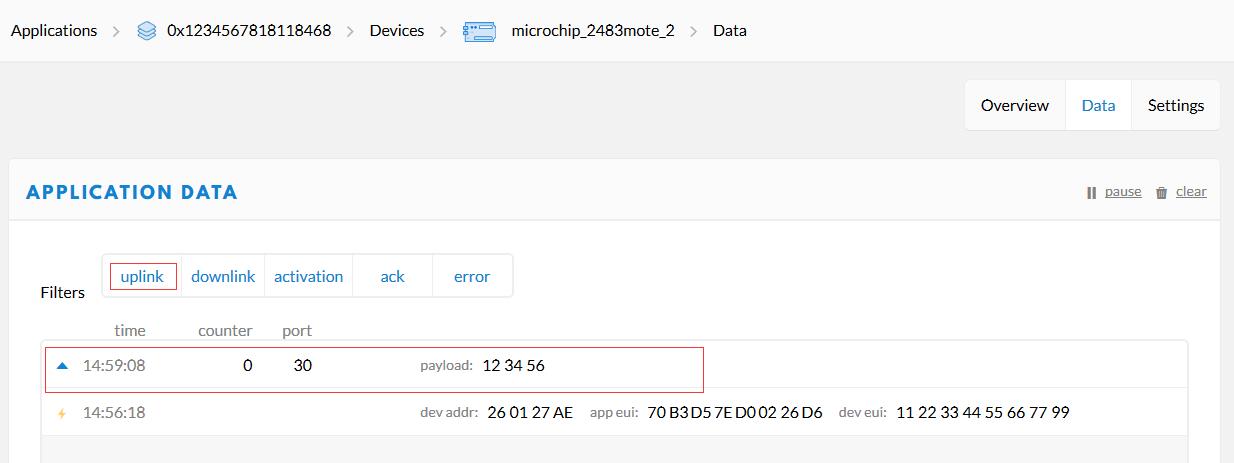 Applications > 0x1234567818118468 > Devices > microchip_2483mote_2 > Data
Overview Data Settings
APPLICATION DATA pause clear
Filters uplink downlink activation ack error
time counter port
14:59:08 0 30 payload: 12 34 56
14:56:18 dev addr: 26 01 27 AE app eui: 70 B3 D5 7E D0 02 26 D6 dev eui: 11 22 33 44 55 66 77 99